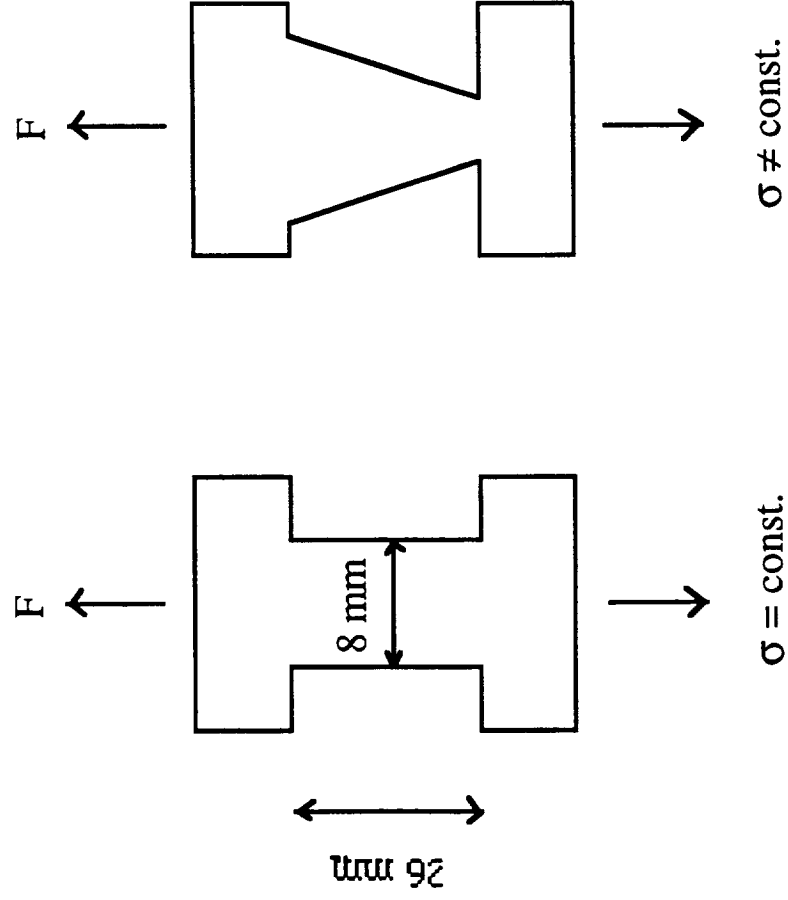 F
F
8 mm
26 mm
σ = const.
σ ≠ const.